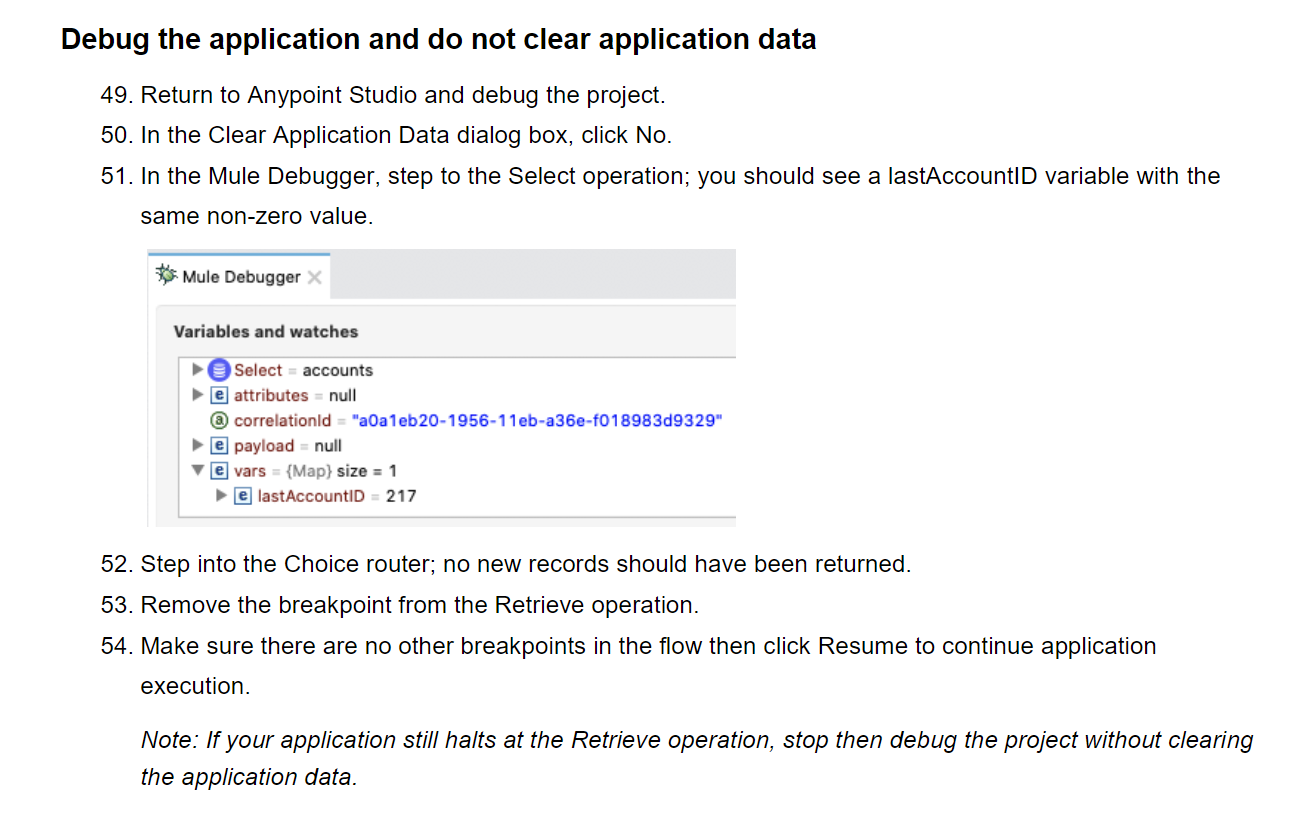 Debug the application and do not clear application data
49. Return to Anypoint Studio and debug the project.
50. In the Clear Application Data dialog box, click No.
51. In the Mule Debugger, step to the Select operation; you should see a lastAccountID variable with the
same non-zero value.
Mule Debugger
Variables and watches
Select = accounts
e attributes = null
a correlationId = "a0a1eb20-1956-11eb-a36e-f018983d9329"
e payload = null
e vars = {Map} size = 1
e lastAccountID = 217
52. Step into the Choice router; no new records should have been returned.
53. Remove the breakpoint from the Retrieve operation.
54. Make sure there are no other breakpoints in the flow then click Resume to continue application
execution.
Note: If your application still halts at the Retrieve operation, stop then debug the project without clearing
the application data.